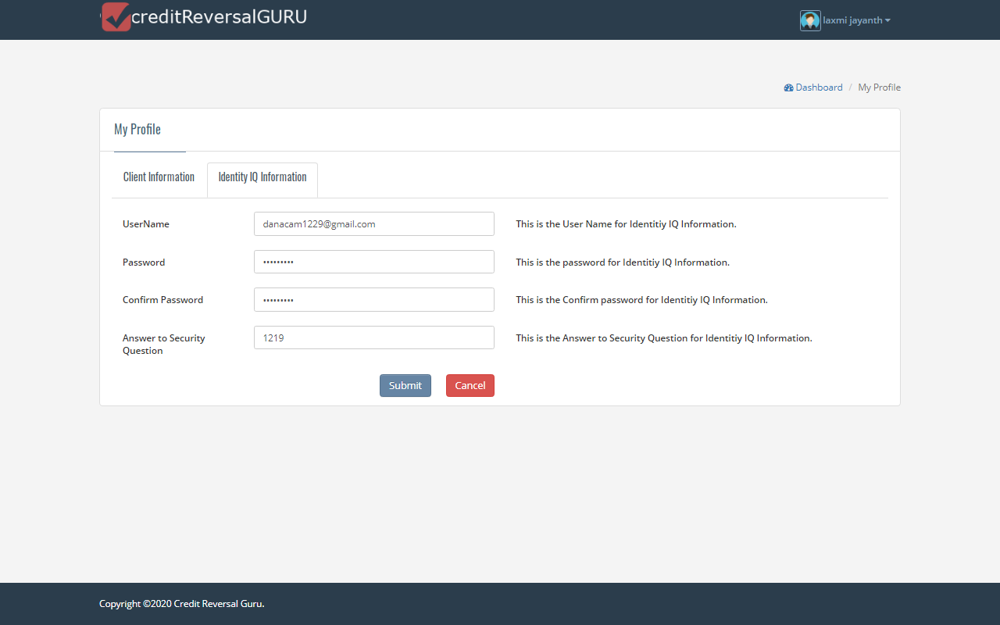 creditReversalGURU
laxmi jayanth
Dashboard / My Profile
My Profile
Client Information
Identity IQ Information
UserName
danacam1229@gmail.com
This is the User Name for Identitiy IQ Information.
Password
•••••••••
This is the password for Identitiy IQ Information.
Confirm Password
•••••••••
This is the Confirm password for Identitiy IQ Information.
Answer to Security
Question
1219
This is the Answer to Security Question for Identitiy IQ Information.
Submit
Cancel
Copyright ©2020 Credit Reversal Guru.